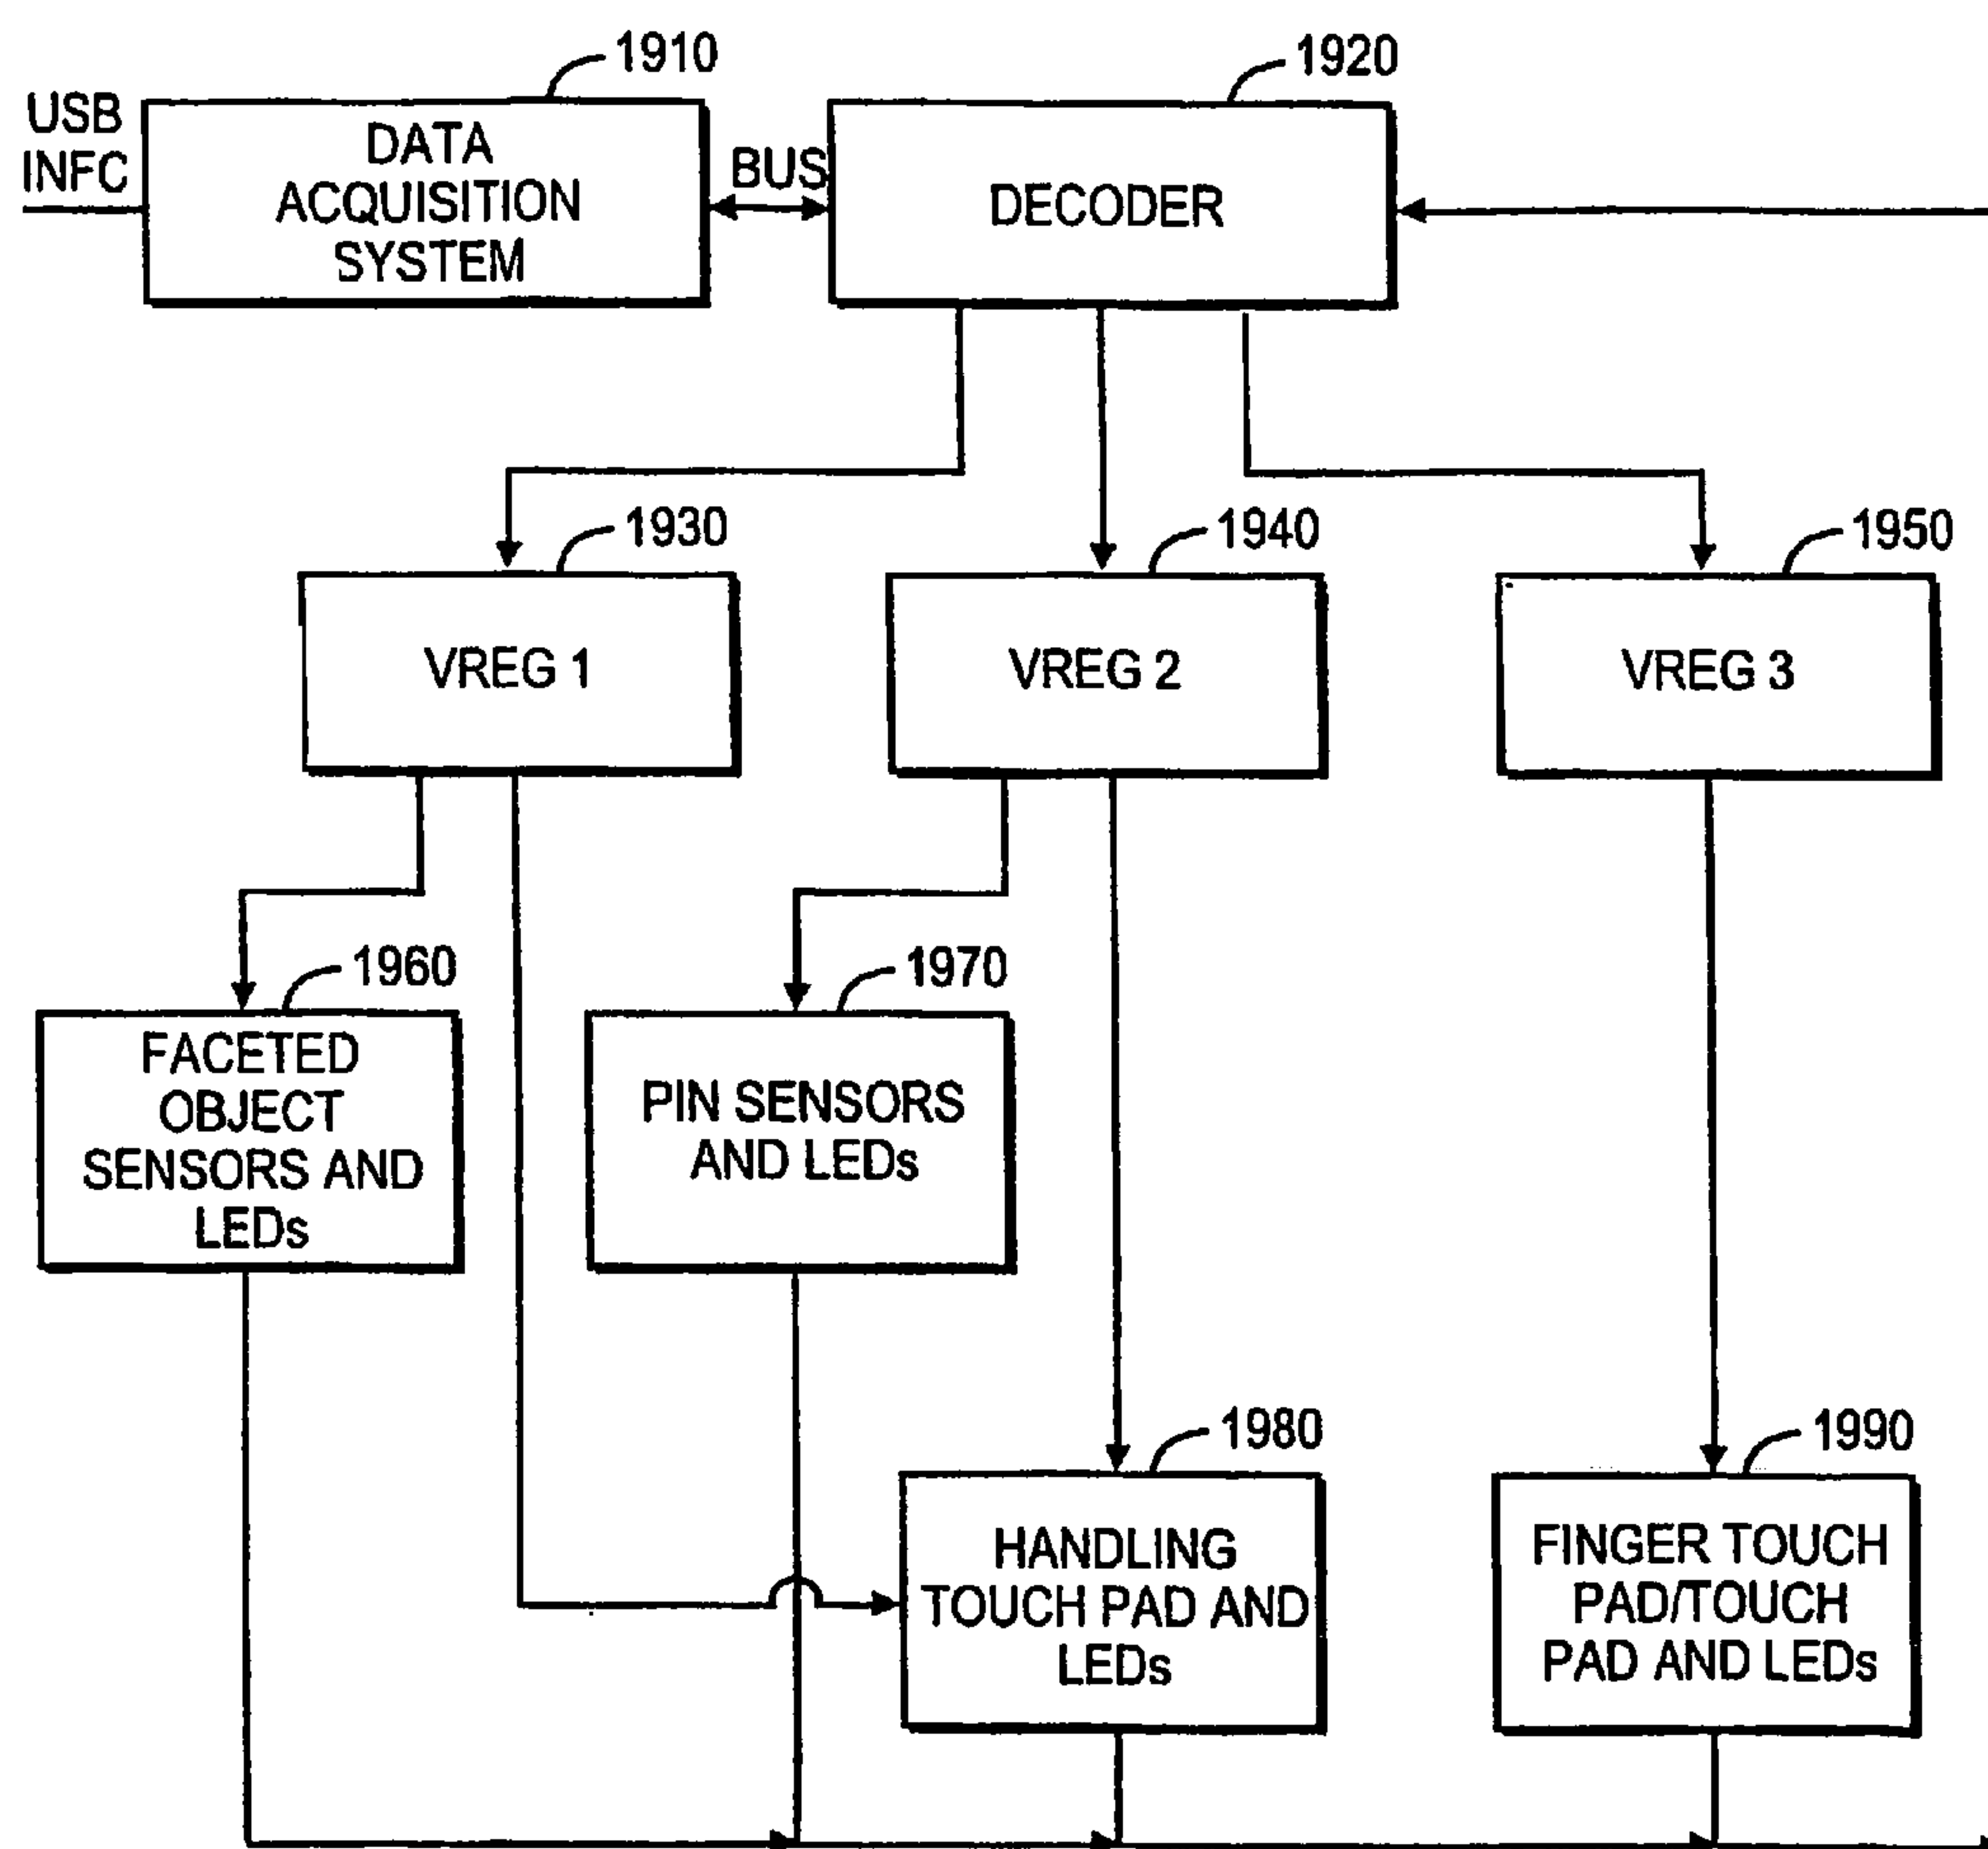 1910
1920
USB
INFC
DATA
ACQUISITION
SYSTEM
BUS
DECODER
1930
1940
1950
VREG 1
VREG 2
VREG 3
1960
1970
FACETED
OBJECT
SENSORS AND
LEDs
PIN SENSORS
AND LEDs
1980
1990
HANDLING
TOUCH PAD AND
LEDs
FINGER TOUCH
PAD/TOUCH
PAD AND LEDs